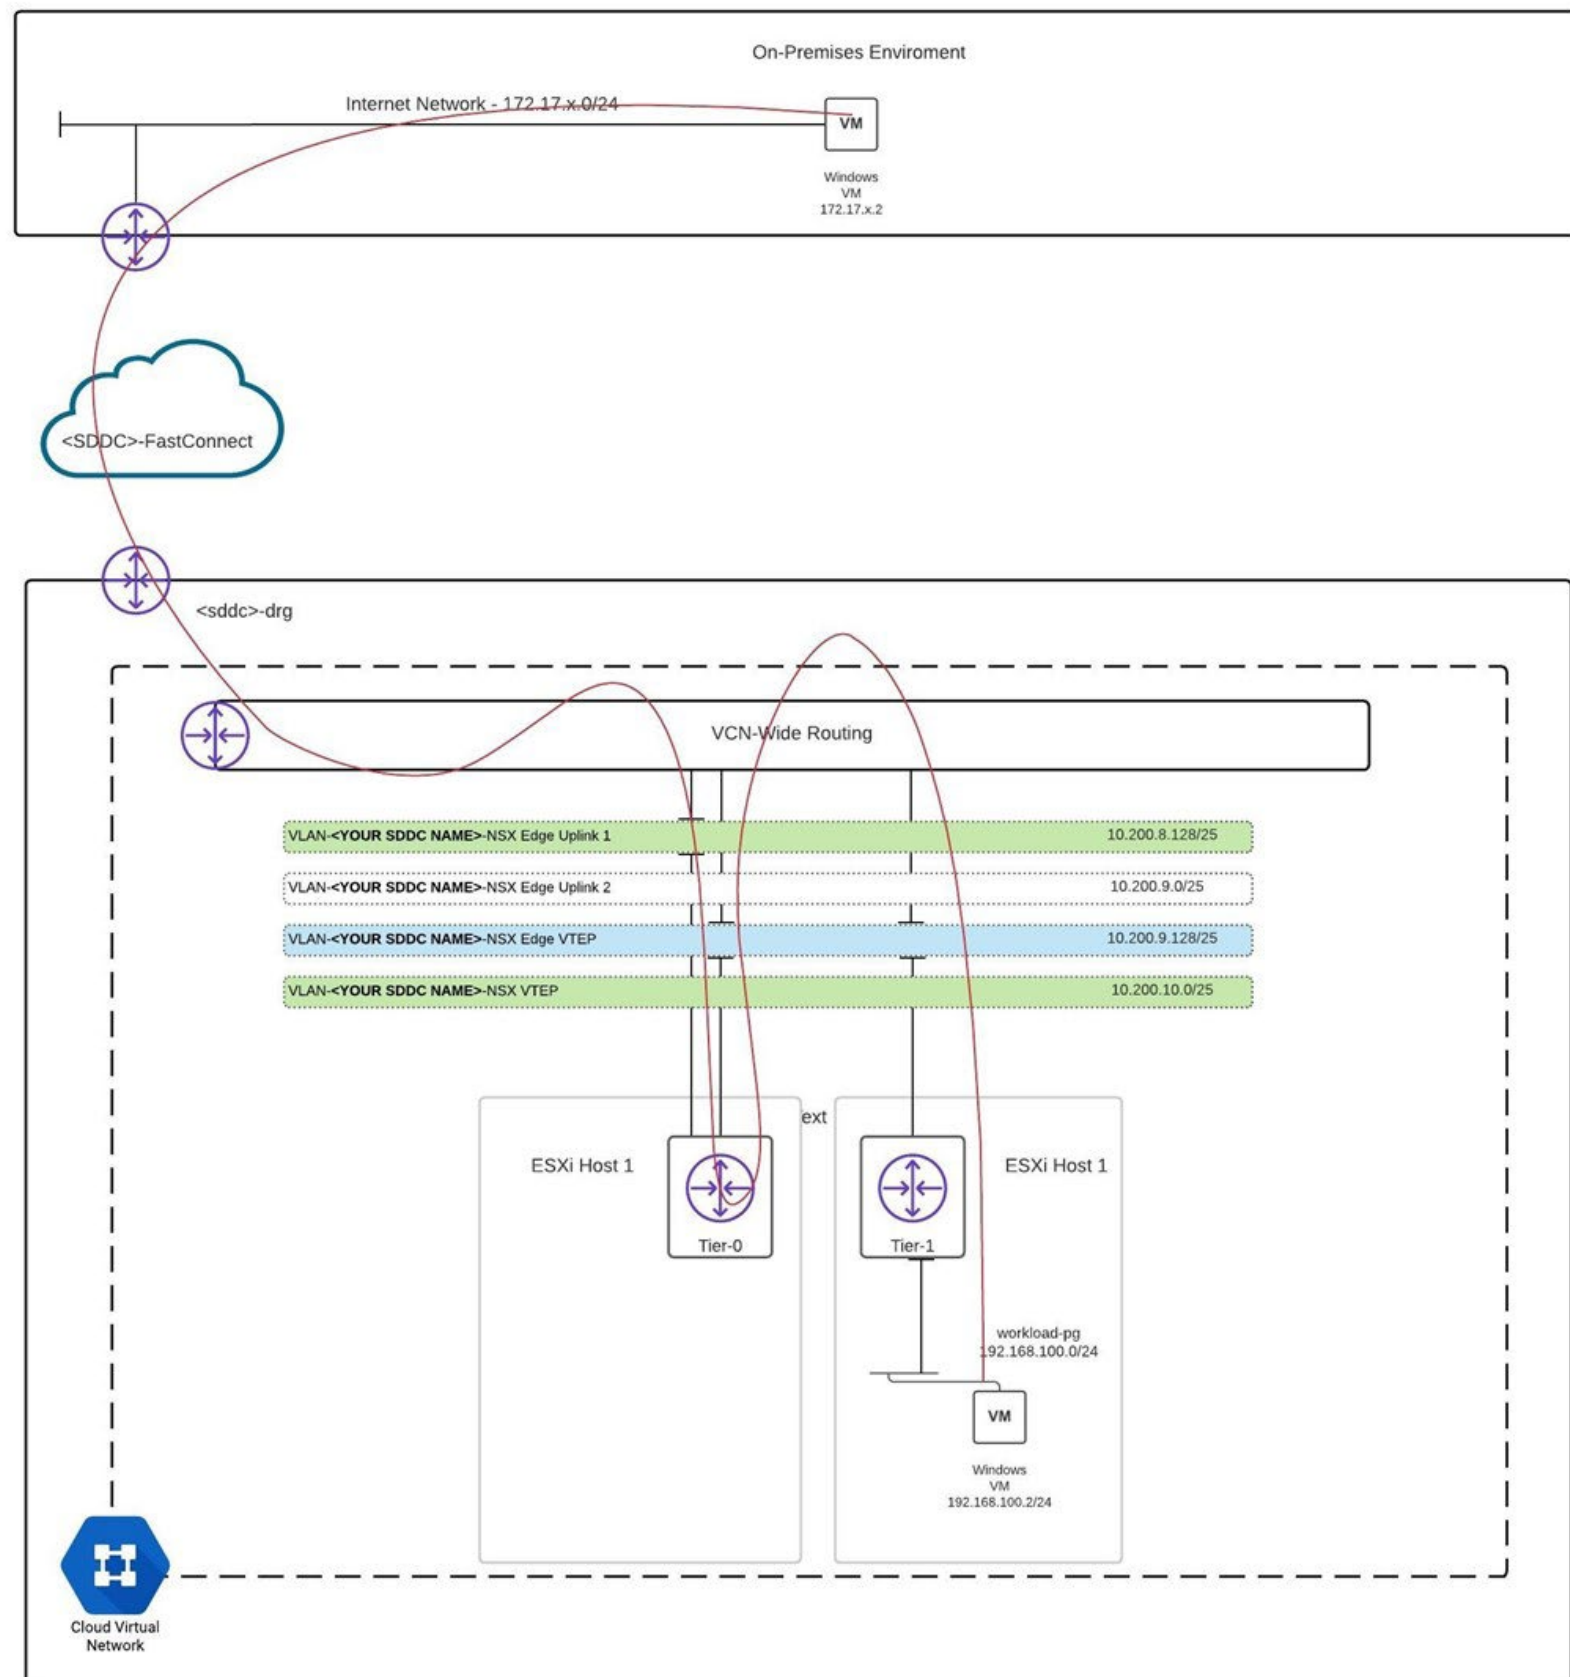 On-Premises Enviroment
Internet Network - 172.17.x.0/24
VM
Windows
VM
172.17.x.2
<SDDC>-FastConnect
<sddc>-drg
VCN-Wide Routing
VLAN-<YOUR SDDC NAME>-NSX Edge Uplink 1 10.200.8.128/25
VLAN-<YOUR SDDC NAME>-NSX Edge Uplink 2 10.200.9.0/25
VLAN-<YOUR SDDC NAME>-NSX Edge VTEP 10.200.9.128/25
VLAN-<YOUR SDDC NAME>-NSX VTEP 10.200.10.0/25
ext
ESXi Host 1
Tier-0
ESXi Host 1
Tier-1
workload-pg
192.168.100.0/24
VM
Windows
VM
192.168.100.2/24
Cloud Virtual
Network